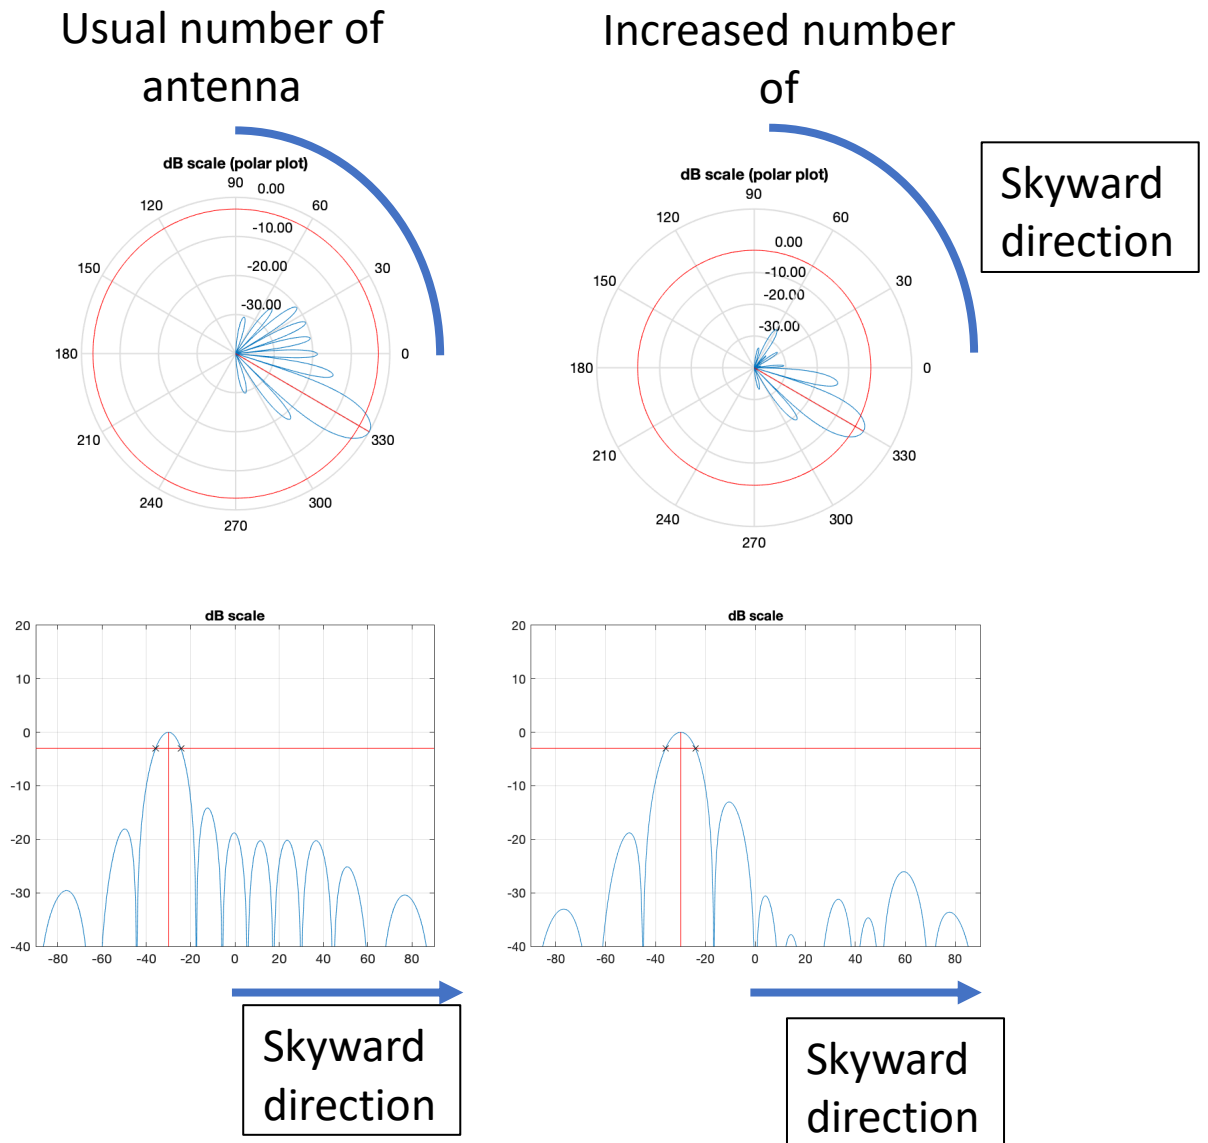 Usual number of
antenna
Increased number
of
Skyward
direction
dB scale (polar plot)
90
0.00
120
60
-10.00
150
-20.00
30
-30.00
180
0
210
330
240
300
270
dB scale (polar plot)
90
120
60
0.00
150
-10.00
30
-20.00
-30.00
180
0
210
330
240
300
270
dB scale
20
10
0
-10
-20
-30
-40
-80 -60 -40 -20 0 20 40 60 80
dB scale
20
10
0
-10
-20
-30
-40
-80 -60 -40 -20 0 20 40 60 80
Skyward
direction
Skyward
direction